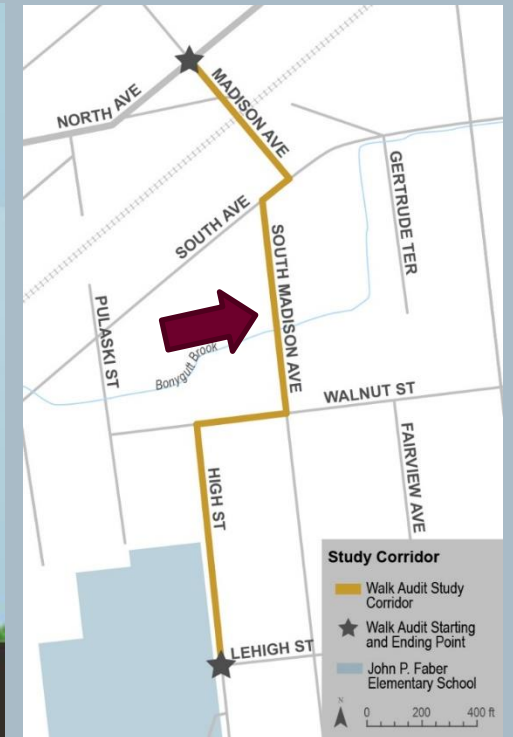 MADISON AVE
NORTH AVE
SOUTH AVE
GERTRUDE TER
SOUTH MADISON AVE
PULASKI ST
Bonygutt Brook
WALNUT ST
HIGH ST
FAIRVIEW AVE
LEHIGH ST
Study Corridor
Walk Audit Study
Corridor
Walk Audit Starting
and Ending Point
John P. Faber
Elementary School
N
0 200 400 ft